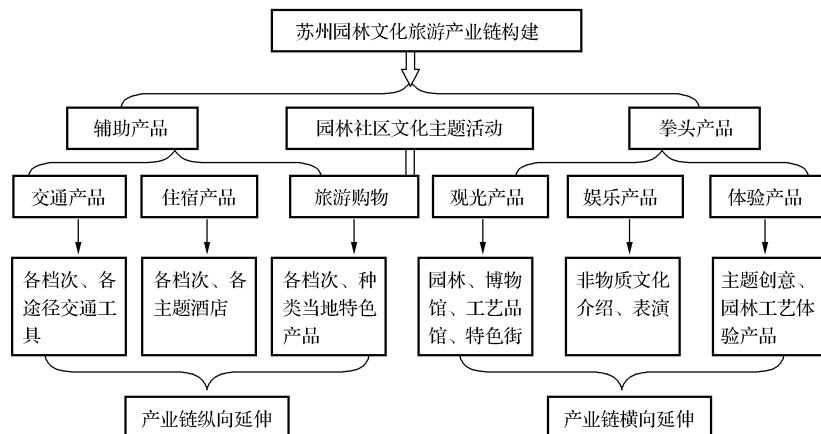 苏州园林文化旅游产业链构建
辅助产品
园林社区文化主题活动
拳头产品
交通产品
住宿产品
旅游购物
观光产品
娱乐产品
体验产品
各档次、各
途径交通工
具
各档次、各
主题酒店
各档次、种
类当地特色
产品
园林、博物
馆、工艺品
馆、特色街
非物质文化
介绍、表演
主题创意、
园林工艺体
验产品
产业链纵向延伸
产业链横向延伸